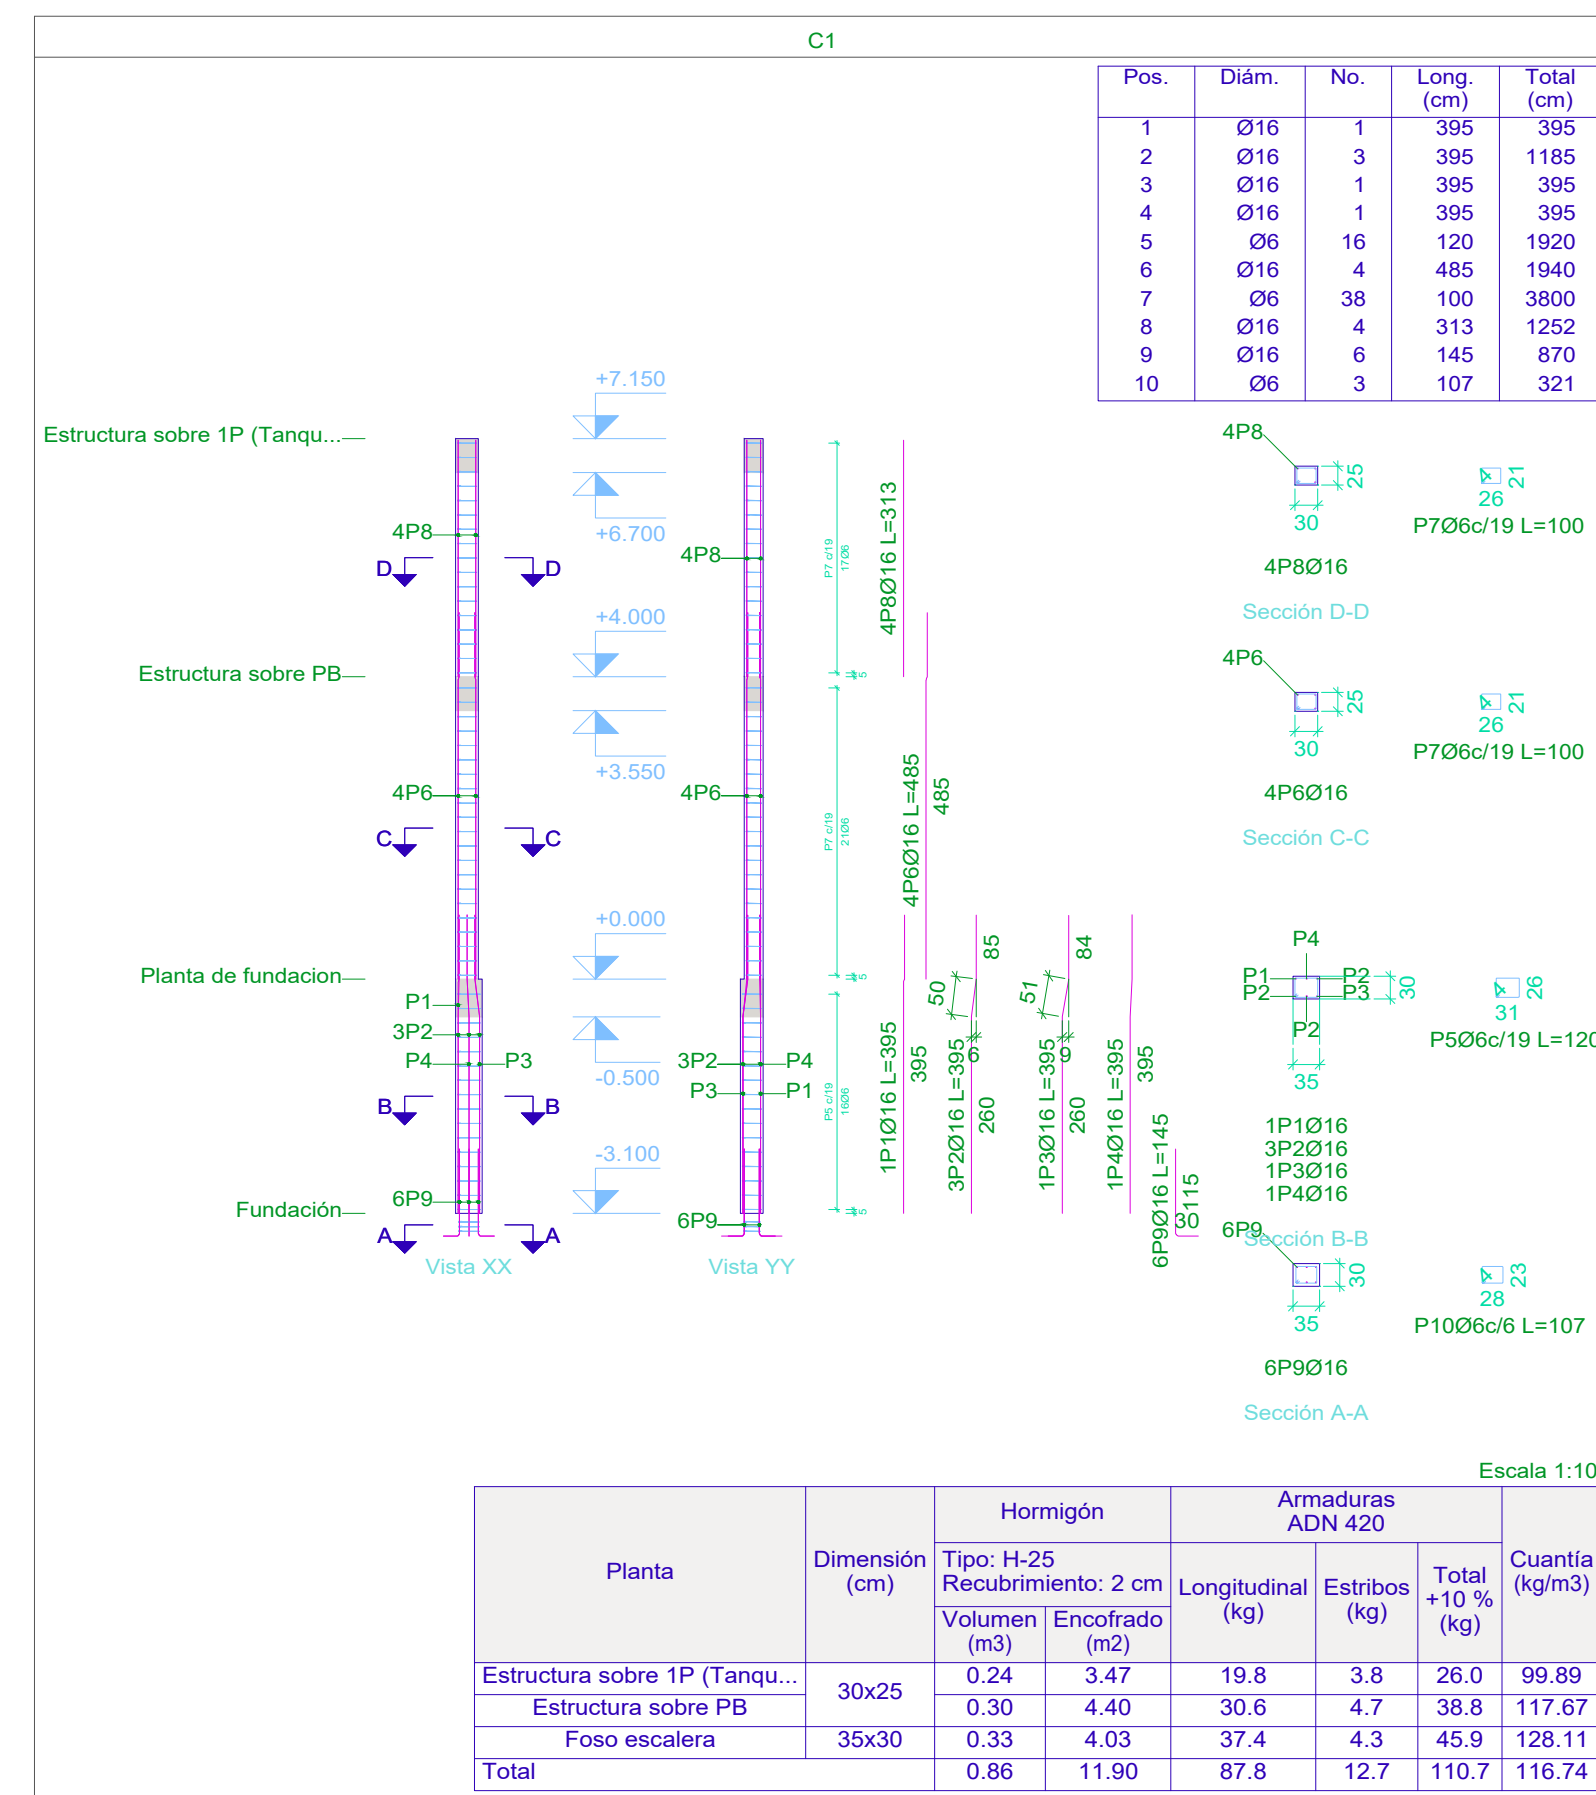 C1
Pos. Diám. No. Long. (cm) Total (cm)
1 Ø16 1 395 395
2 Ø16 3 395 1185
3 Ø16 1 395 395
4 Ø16 1 395 395
5 Ø6 16 120 1920
6 Ø16 4 485 1940
7 Ø6 38 100 3800
8 Ø16 4 313 1252
9 Ø16 6 145 870
10 Ø6 3 107 321
Estructura sobre 1P (Tanqu...
Estructura sobre PB
Planta de fundacion
Fundación
4P8
D D
4P6
C C
P1
3P2
P4 P3
B B
6P9
A A
Vista XX
+7.150
+6.700
+4.000
+3.550
+0.000
-0.500
-3.100
4P8
4P6
3P2 P4
P3 P1
6P9
Vista YY
P7 c/19
17Ø6
5
P7 c/19
21Ø6
5
P5 c/19
16Ø6
5
4P8Ø16 L=313
4P6Ø16 L=485
485
1P1Ø16 L=395
395
3P2Ø16 L=395
85
50
6
260
1P3Ø16 L=395
84
51
9
260
1P4Ø16 L=395
395
6P9Ø16 L=145
115
30
4P8
25
30
26
21
P7Ø6c/19 L=100
4P8Ø16
Sección D-D
4P6
25
30
26
21
P7Ø6c/19 L=100
4P6Ø16
Sección C-C
P4
P1 P2
P2 P3
P2
30
35
31
26
P5Ø6c/19 L=120
1P1Ø16
3P2Ø16
1P3Ø16
1P4Ø16
Sección B-B
6P9
30
35
28
23
P10Ø6c/6 L=107
6P9Ø16
Sección A-A
Escala 1:10
Planta Dimensión (cm) Hormigón Armaduras ADN 420 Cuantía (kg/m3)
Tipo: H-25
Recubrimiento: 2 cm
Longitudinal (kg) Estribos (kg) Total +10 % (kg)
Volumen (m3) Encofrado (m2)
Estructura sobre 1P (Tanqu... 30x25 0.24 3.47 19.8 3.8 26.0 99.89
Estructura sobre PB 0.30 4.40 30.6 4.7 38.8 117.67
Foso escalera 35x30 0.33 4.03 37.4 4.3 45.9 128.11
Total 0.86 11.90 87.8 12.7 110.7 116.74